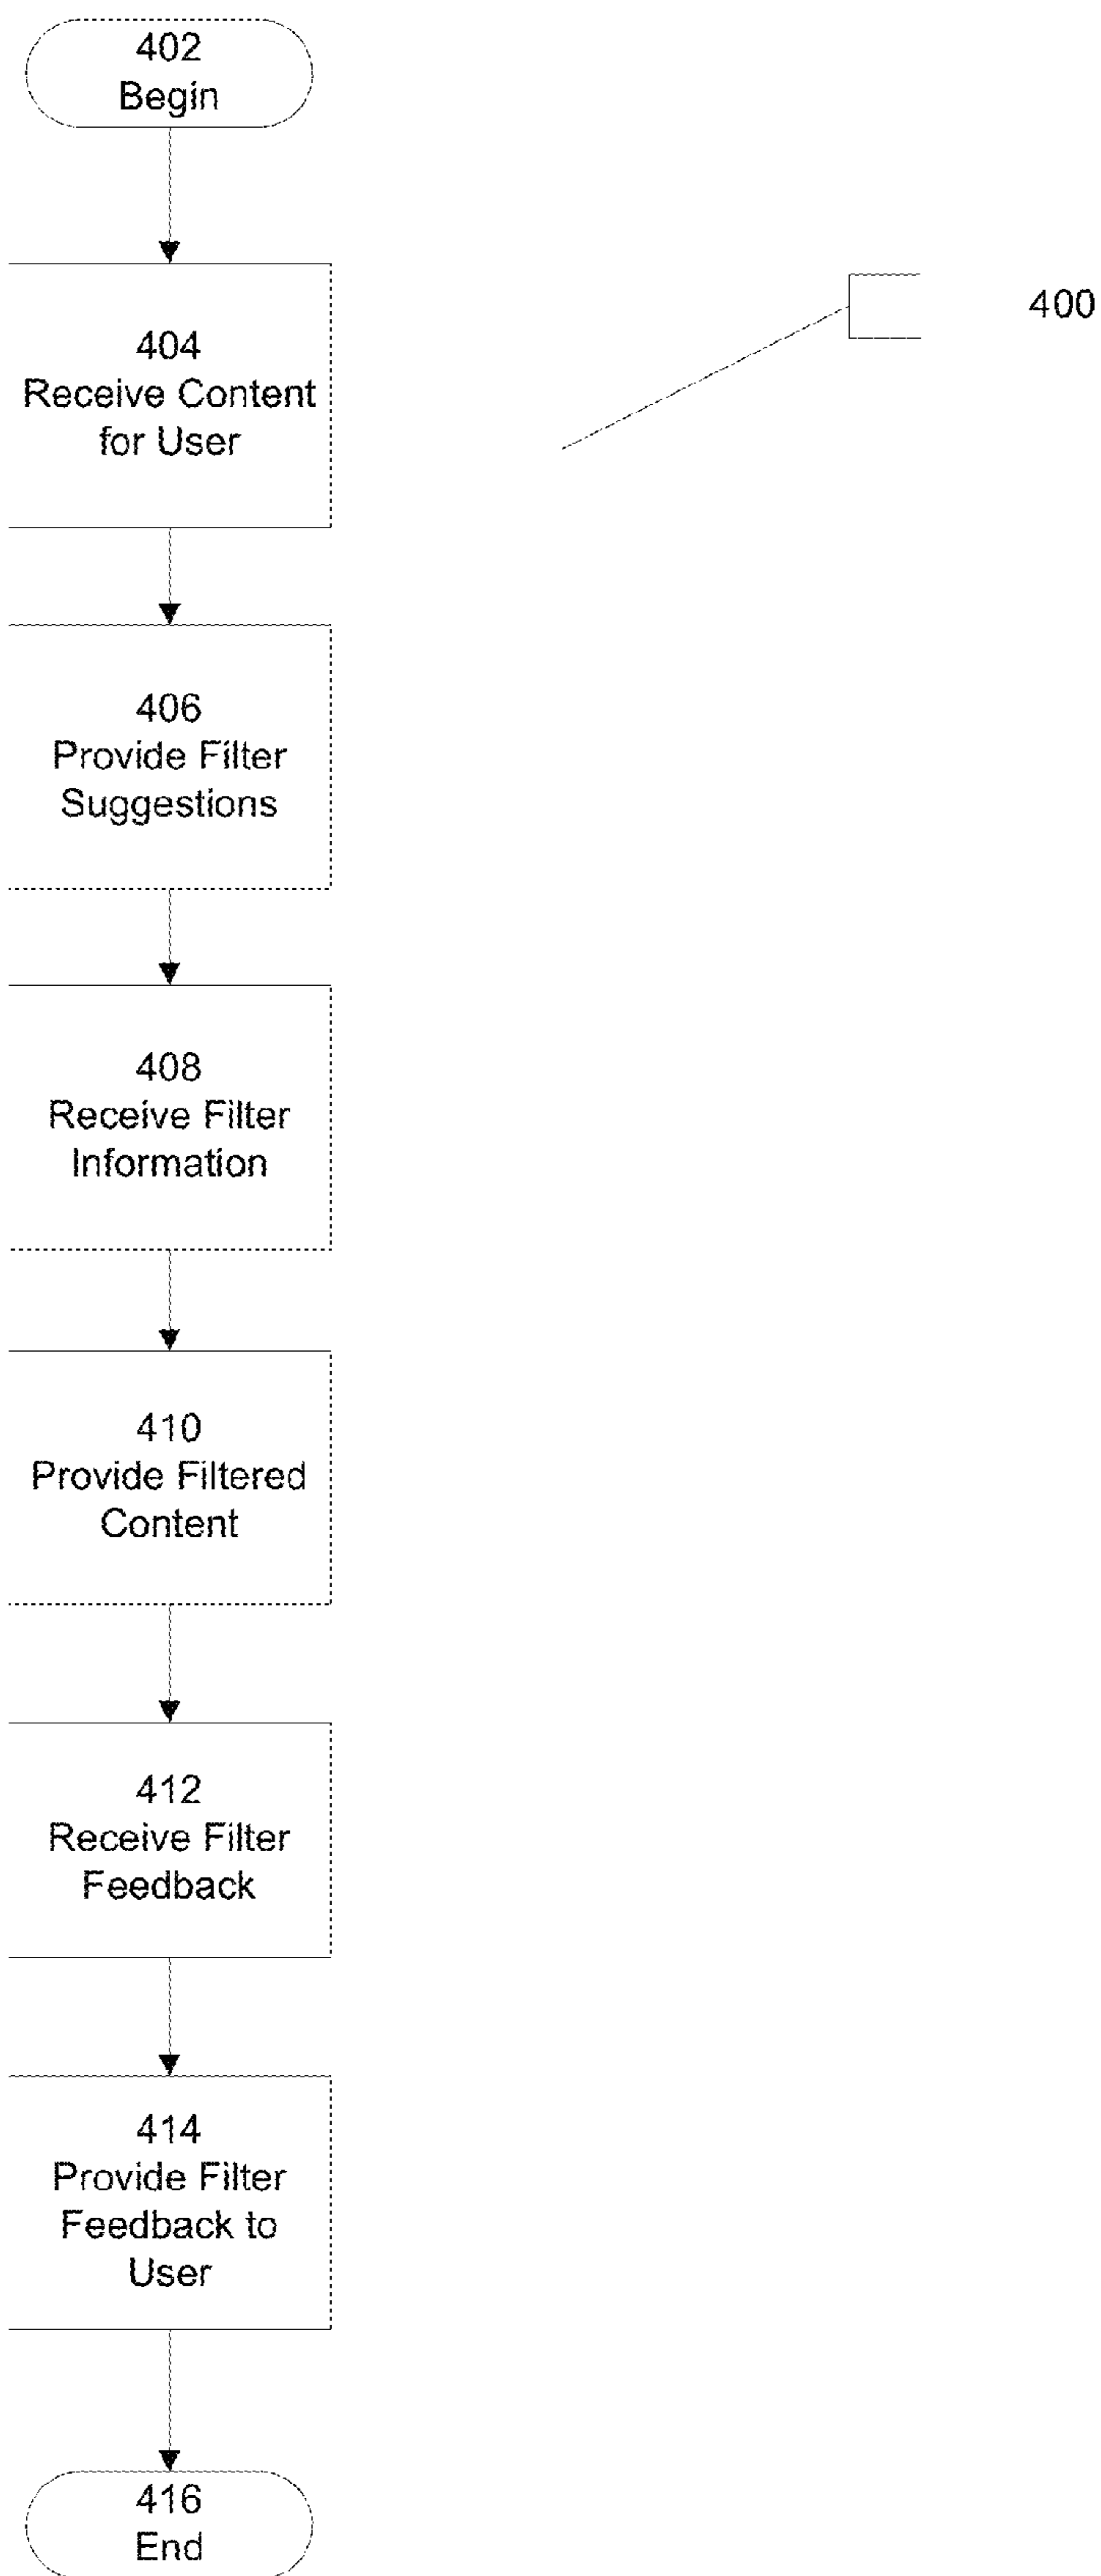 402
Begin
404
Receive Content
for User
400
406
Provide Filter
Suggestions
408
Receive Filter
Information
410
Provide Filtered
Content
412
Receive Filter
Feedback
414
Provide Filter
Feedback to
User
416
End